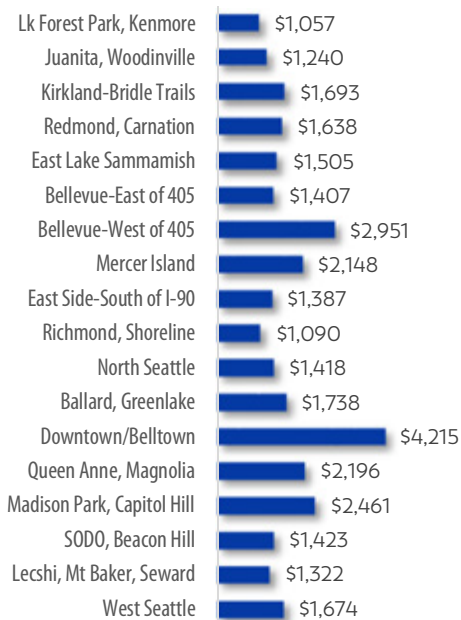 Lk Forest Park, Kenmore $1,057
Juanita, Woodinville $1,240
Kirkland-Bridle Trails $1,693
Redmond, Carnation $1,638
East Lake Sammamish $1,505
Bellevue-East of 405 $1,407
Bellevue-West of 405 $2,951
Mercer Island $2,148
East Side-South of I-90 $1,387
Richmond, Shoreline $1,090
North Seattle $1,418
Ballard, Greenlake $1,738
Downtown/Belltown $4,215
Queen Anne, Magnolia $2,196
Madison Park, Capitol Hill $2,461
SODO, Beacon Hill $1,423
Lecshi, Mt Baker, Seward $1,322
West Seattle $1,674